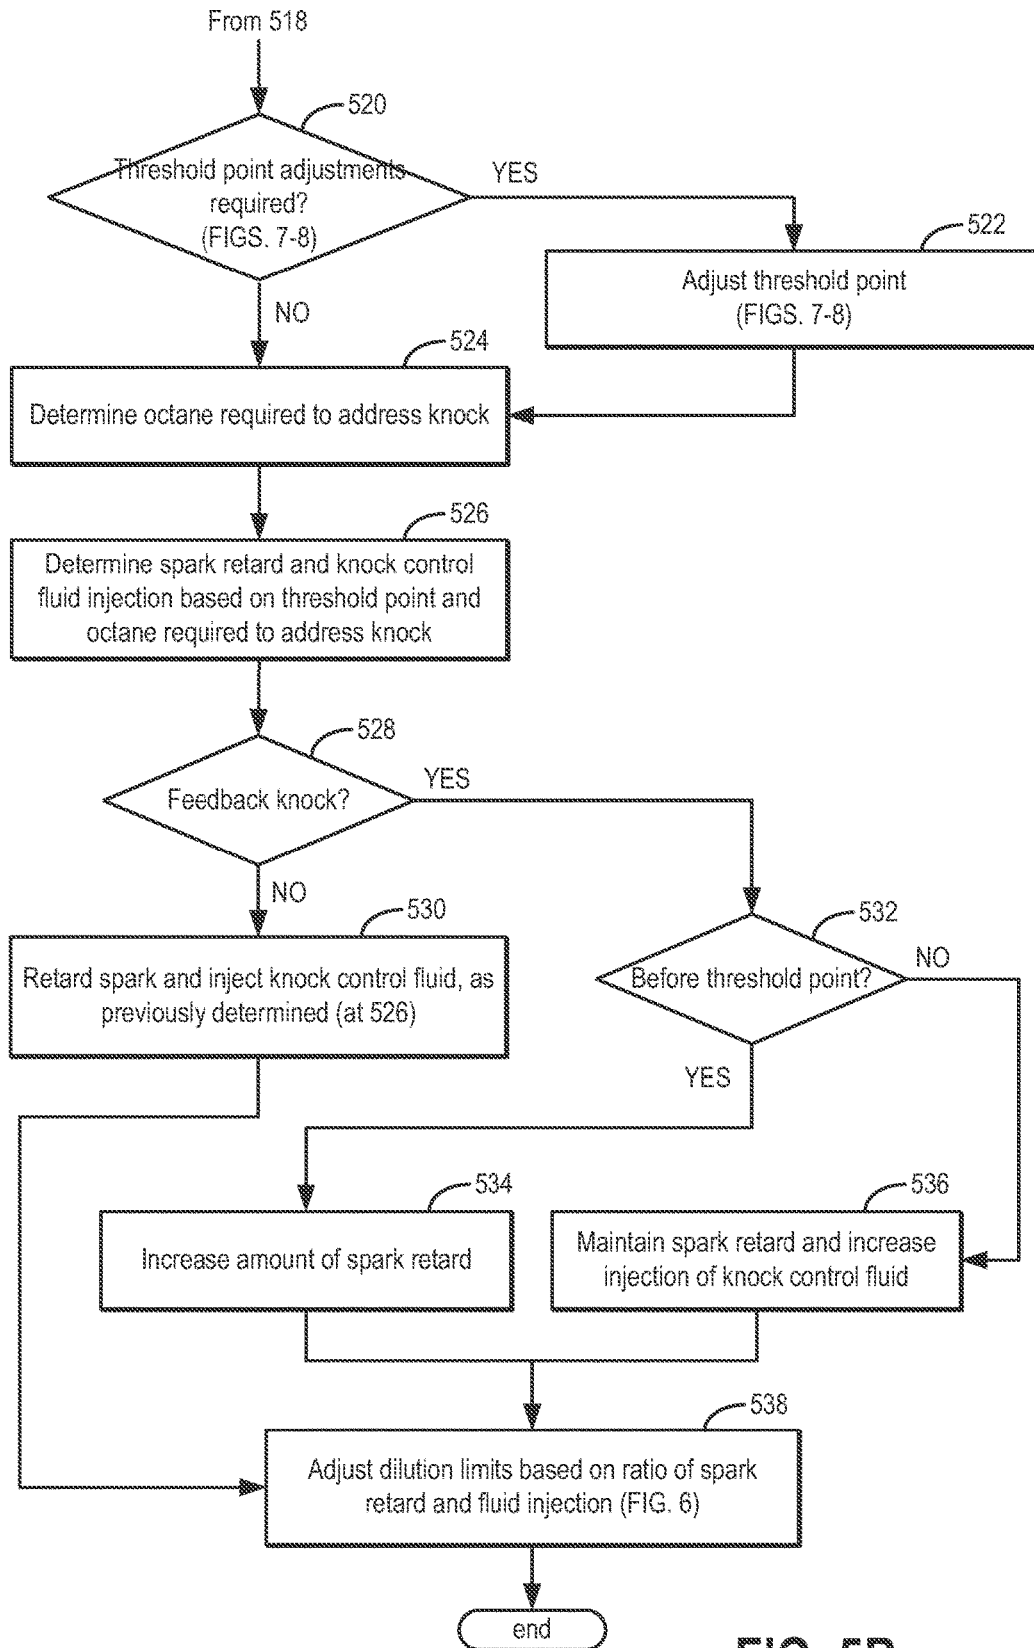 From 518
520
Threshold point adjustments
required?
(FIGS. 7-8)
YES
522
Adjust threshold point
(FIGS. 7-8)
NO
524
Determine octane required to address knock
526
Determine spark retard and knock control
fluid injection based on threshold point and
octane required to address knock
528
Feedback knock?
YES
NO
530
Retard spark and inject knock control fluid, as
previously determined (at 526)
532
Before threshold point?
NO
YES
534
Increase amount of spark retard
536
Maintain spark retard and increase
injection of knock control fluid
538
Adjust dilution limits based on ratio of spark
retard and fluid injection (FIG. 6)
end
FIG. 5B